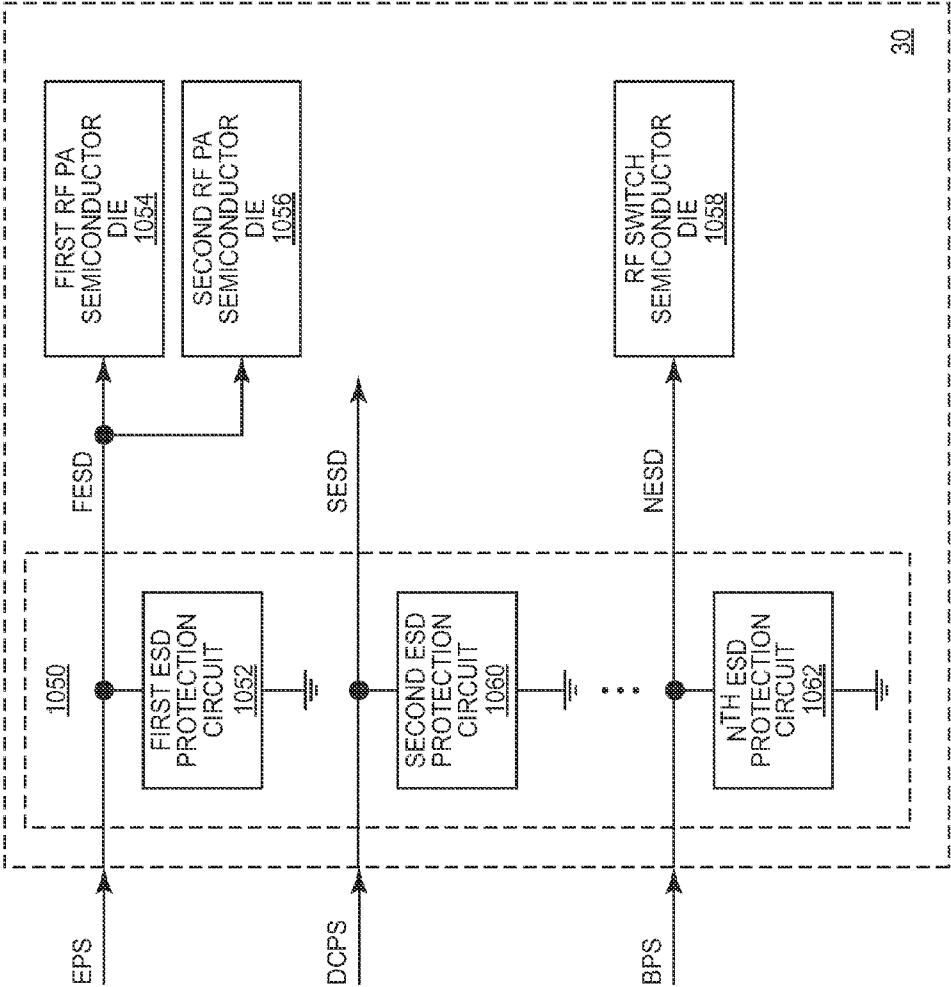 30
EPS
1050
FIRST ESD
PROTECTION
CIRCUIT
1052
FESD
FIRST RF PA
SEMICONDUCTOR
DIE
1054
SECOND RF PA
SEMICONDUCTOR
DIE
1056
DCPS
SECOND ESD
PROTECTION
CIRCUIT
1060
SESD
BPS
NTH ESD
PROTECTION
CIRCUIT
1062
NESD
RF SWITCH
SEMICONDUCTOR
DIE
1058